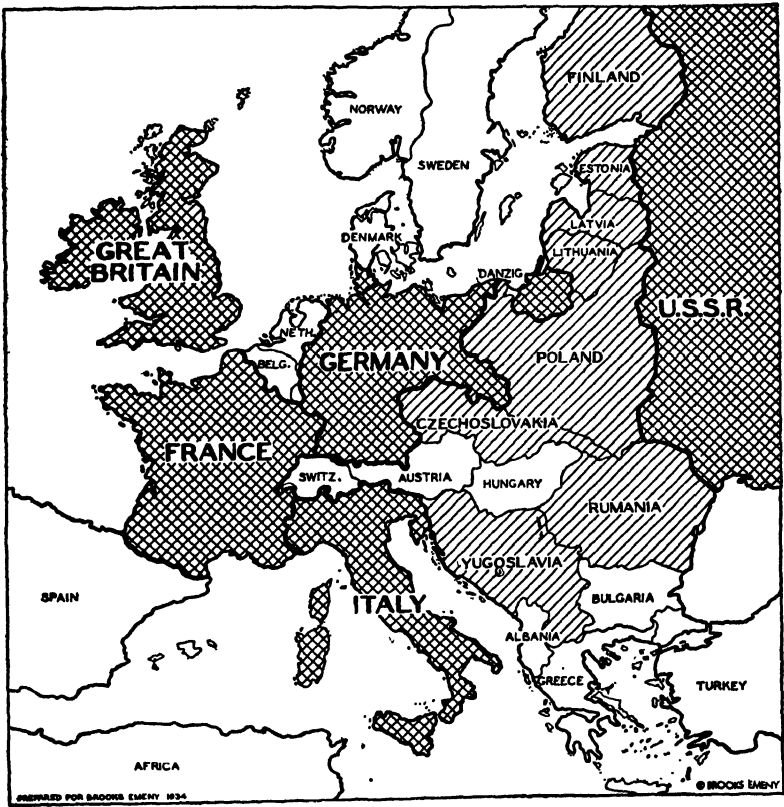 FINLAND
NORWAY
SWEDEN
ESTONIA
LATVIA
LITHUANIA
DENMARK
GREAT
BRITAIN
DANZIG
U.S.S.R.
NETH.
BELG.
GERMANY
POLAND
CZECHOSLOVAKIA
FRANCE
SWITZ.
AUSTRIA
HUNGARY
RUMANIA
YUGOSLAVIA
SPAIN
ITALY
BULGARIA
ALBANIA
GREECE
TURKEY
AFRICA
PREPARED FOR BROOKS EMENY 1934
© BROOKS EMENY